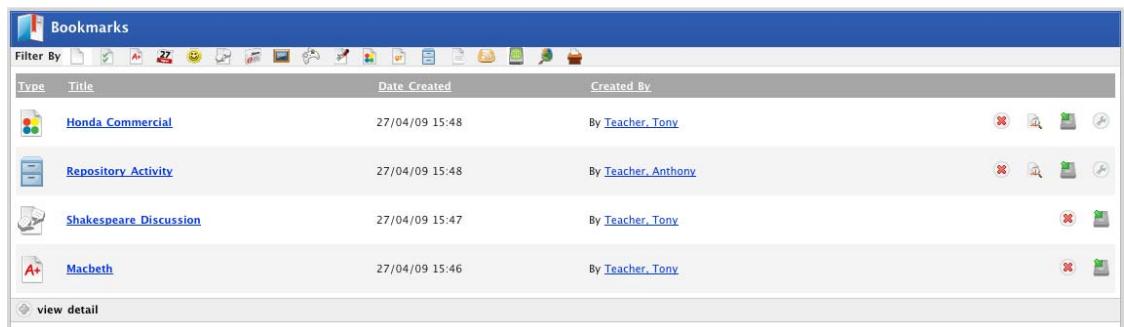 Bookmarks
Filter By
27
A+
Type Title Date Created Created By
Honda Commercial 27/04/09 15:48 By Teacher, Tony
Repository Activity 27/04/09 15:48 By Teacher, Anthony
Shakespeare Discussion 27/04/09 15:47 By Teacher, Tony
A+ Macbeth 27/04/09 15:46 By Teacher, Tony
view detail